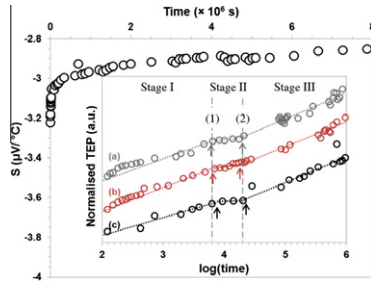 Time (× 10⁶ s)
0 2 4 6 8
-2.8
-3
-3.2
-3.4
-3.6
-3.8
-4
S (µV/°C)
Stage I Stage II Stage III
(1) (2)
(a)
(b)
(c)
Normalised TEP (a.u.)
2 3 4 5 6
log(time)